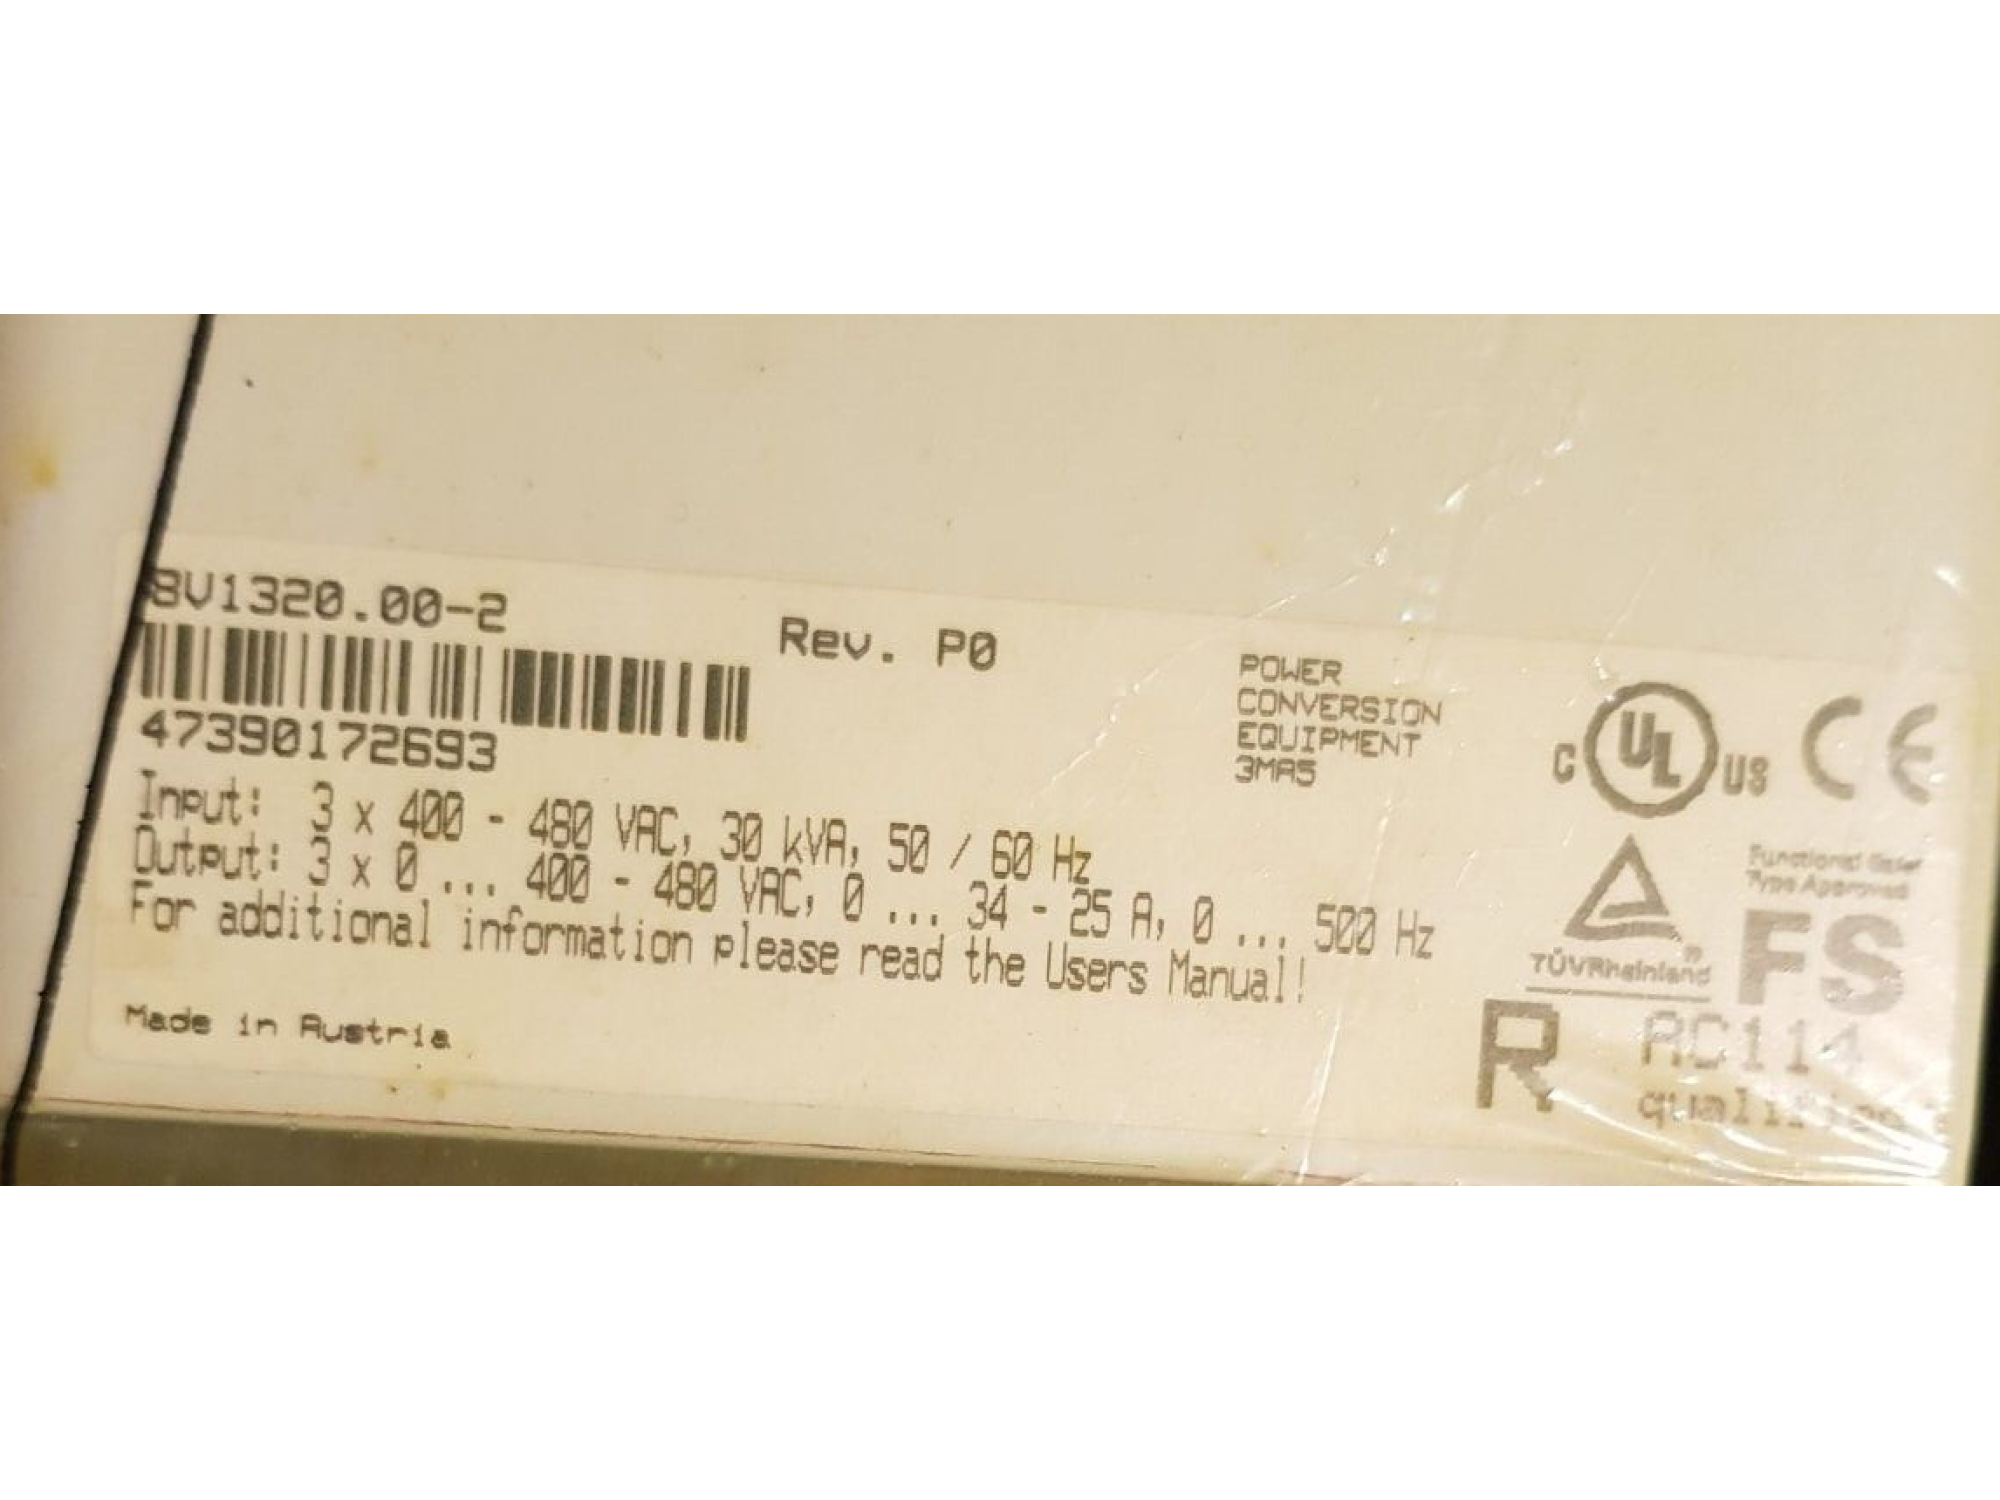 8V1320.00-2
Rev. P0
47390172693
Input: 3 x 400 - 480 VAC, 30 kVA, 50 / 60 Hz
Output: 3 x 0 ... 400 - 480 VAC, 0 ... 34 - 25 A, 0 ... 500 Hz
For additional information please read the Users Manual!
Made in Austria
POWER
CONVERSION
EQUIPMENT
3MA5
C UL US CE
Functional
Type Approved
TÜVRheinland
FS
R AC114
qualified